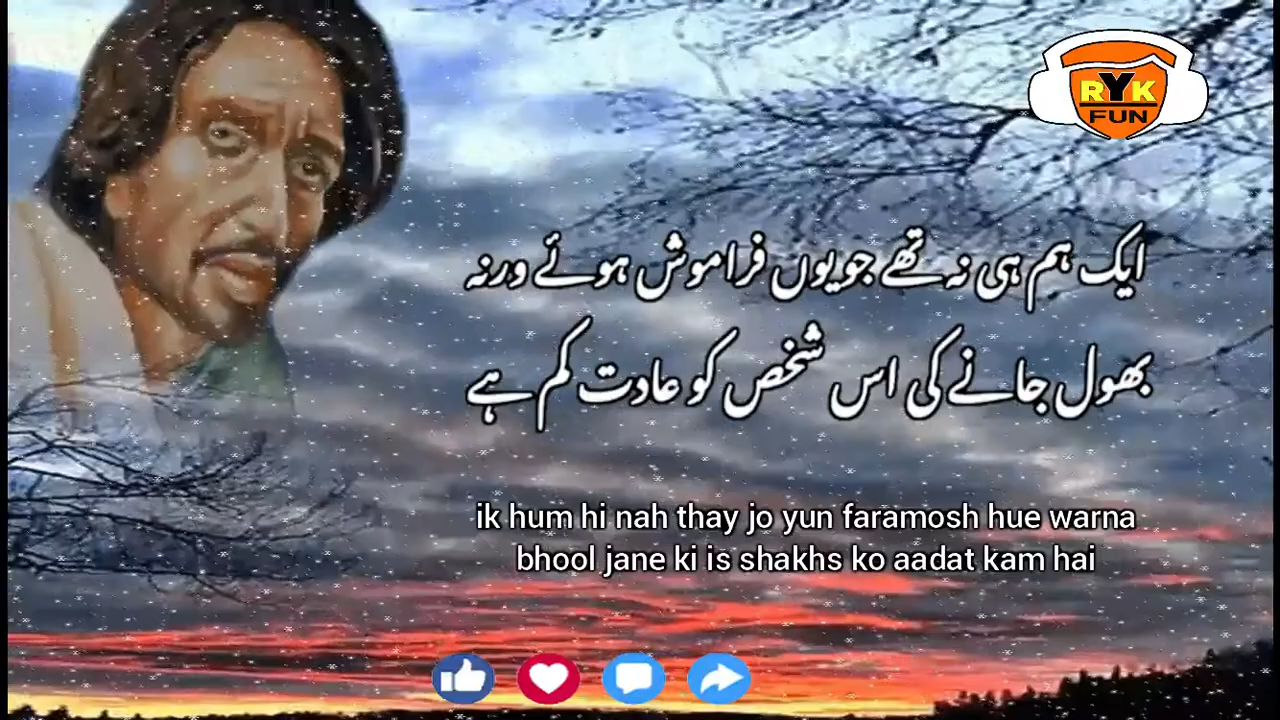 RYK
FUN
ایک ہم ہی نہ تھے جو یوں فراموش ہوئے ورنہ
بھول جانے کی اس شخص کو عادت کم ہے
ik hum hi nah thay jo yun faramosh hue warna
bhool jane ki is shakhs ko aadat kam hai